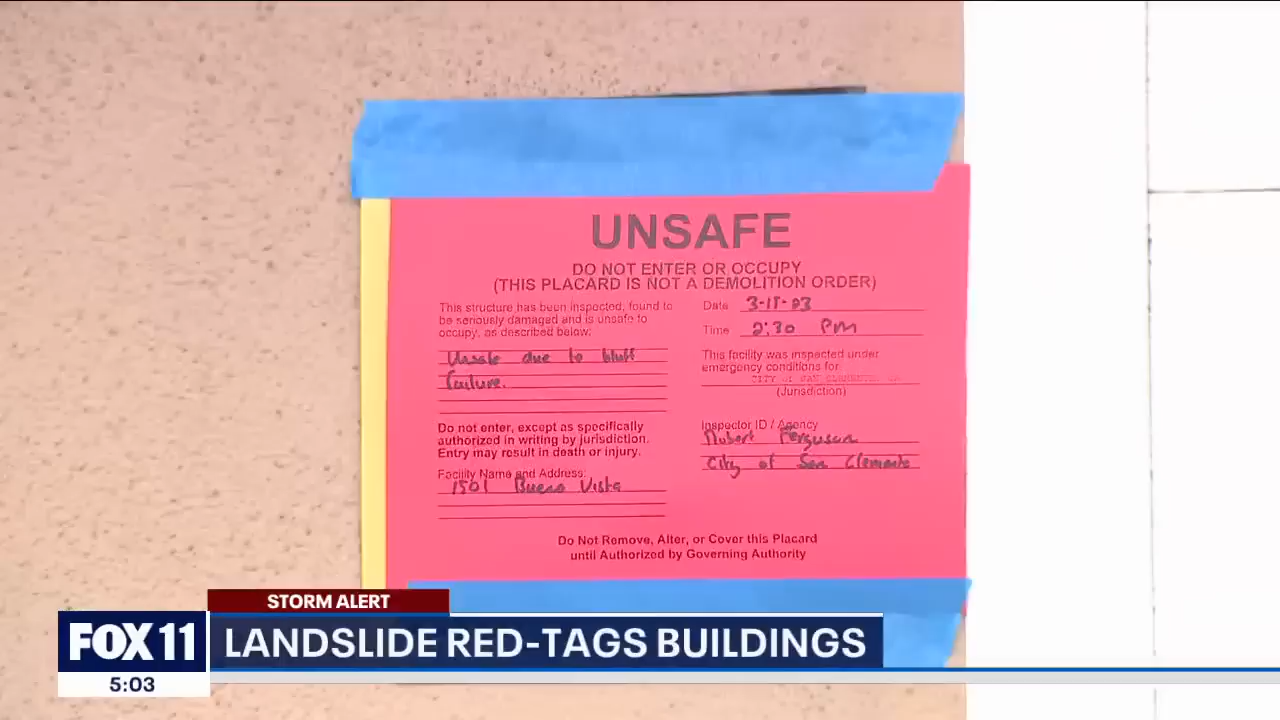 UNSAFE
DO NOT ENTER OR OCCUPY
(THIS PLACARD IS NOT A DEMOLITION ORDER)
This structure has been inspected, found to
be seriously damaged and is unsafe to
occupy, as described below:
Unsafe due to bluff
failure.
Do not enter, except as specifically
authorized in writing by jurisdiction.
Entry may result in death or injury.
Facility Name and Address:
1501 Buena Vista
Date
Time 2:30 PM
This facility was inspected under
emergency conditions for:
CITY OF SAN CLEMENTE
(Jurisdiction)
Inspector ID / Agency
Robert Ferguson
City of San Clemente
Do Not Remove, Alter, or Cover this Placard
until Authorized by Governing Authority
STORM ALERT
FOX 11
LANDSLIDE RED-TAGS BUILDINGS
5:03